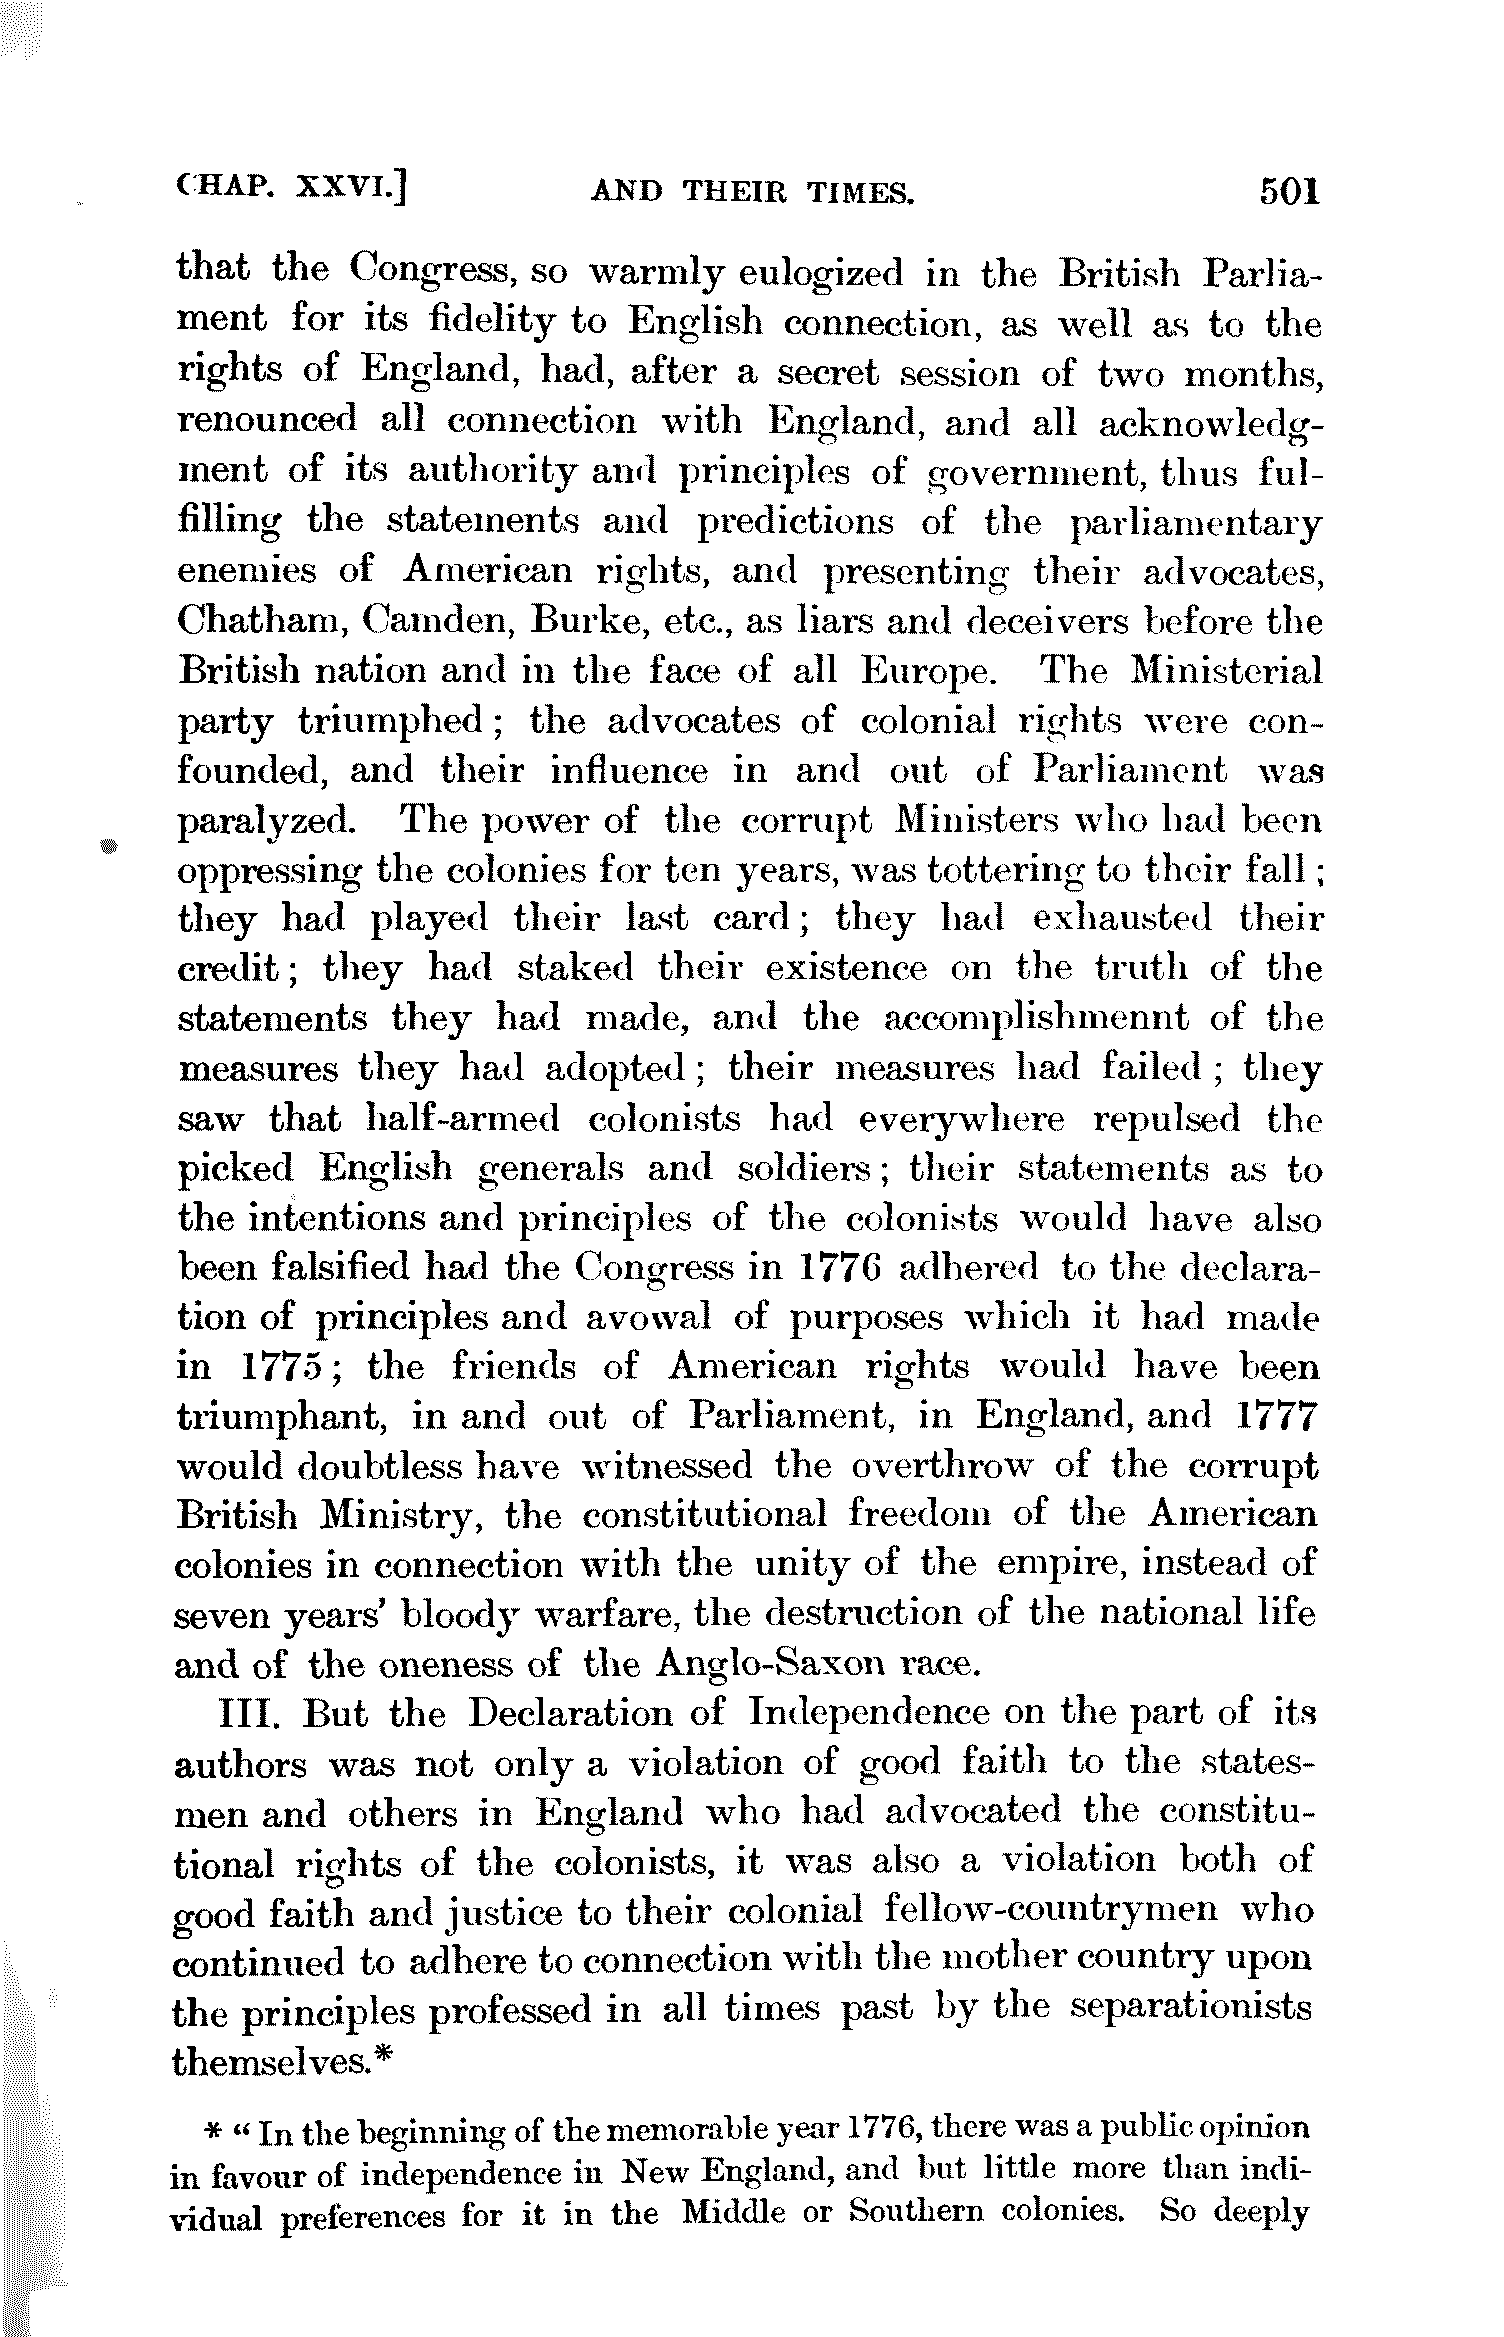 CHAP. XXVI.] AND THEIR TIMES. 501
that the Congress, so warmly eulogized in the British Parlia-
ment for its fidelity to English connection, as well as to the
rights of England, had, after a secret session of two months,
renounced all connection with England, and all acknowledg-
ment of its authority and principles of government, thus ful-
filling the statements and predictions of the parliamentary
enemies of American rights, and presenting their advocates,
Chatham, Camden, Burke, etc., as liars and deceivers before the
British nation and in the face of all Europe. The Ministerial
party triumphed; the advocates of colonial rights were con-
founded, and their influence in and out of Parliament was
paralyzed. The power of the corrupt Ministers who had been
oppressing the colonies for ten years, was tottering to their fall;
they had played their last card; they had exhausted their
credit; they had staked their existence on the truth of the
statements they had made, and the accomplishmennt of the
measures they had adopted; their measures had failed; they
saw that half-armed colonists had everywhere repulsed the
picked English generals and soldiers; their statements as to
the intentions and principles of the colonists would have also
been falsified had the Congress in 1776 adhered to the declara-
tion of principles and avowal of purposes which it had made
in 1775; the friends of American rights would have been
triumphant, in and out of Parliament, in England, and 1777
would doubtless have witnessed the overthrow of the corrupt
British Ministry, the constitutional freedom of the American
colonies in connection with the unity of the empire, instead of
seven years' bloody warfare, the destruction of the national life
and of the oneness of the Anglo-Saxon race.
III. But the Declaration of Independence on the part of its
authors was not only a violation of good faith to the states-
men and others in England who had advocated the constitu-
tional rights of the colonists, it was also a violation both of
good faith and justice to their colonial fellow-countrymen who
continued to adhere to connection with the mother country upon
the principles professed in all times past by the separationists
themselves.*
* "In the beginning of the memorable year 1776, there was a public opinion
in favour of independence in New England, and but little more than indi-
vidual preferences for it in the Middle or Southern colonies. So deeply